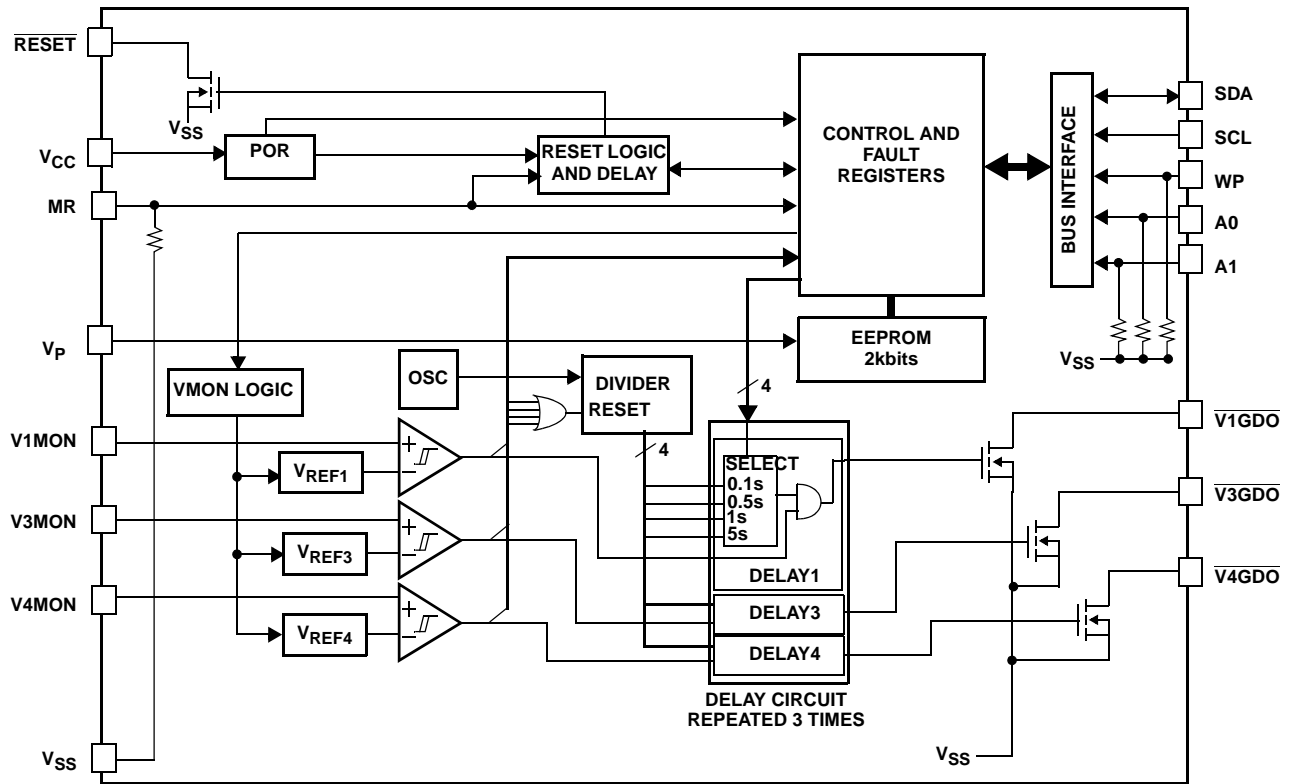 RESET
VSS
VCC
POR
RESET LOGIC
AND DELAY
MR
CONTROL AND
FAULT
REGISTERS
BUS INTERFACE
SDA
SCL
WP
A0
A1
VSS
VP
EEPROM
2kbits
VMON LOGIC
OSC
DIVIDER
RESET
4
4
V1MON
VREF1
V3MON
VREF3
V4MON
VREF4
SELECT
0.1s
0.5s
1s
5s
DELAY1
DELAY3
DELAY4
DELAY CIRCUIT
REPEATED 3 TIMES
V1GDO
V3GDO
V4GDO
VSS
VSS